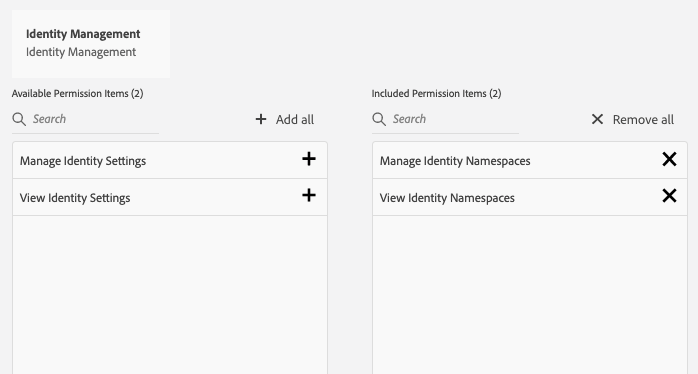 Identity Management
Identity Management
Available Permission Items (2)
Search
Add all
Manage Identity Settings
View Identity Settings
Included Permission Items (2)
Search
Remove all
Manage Identity Namespaces
View Identity Namespaces